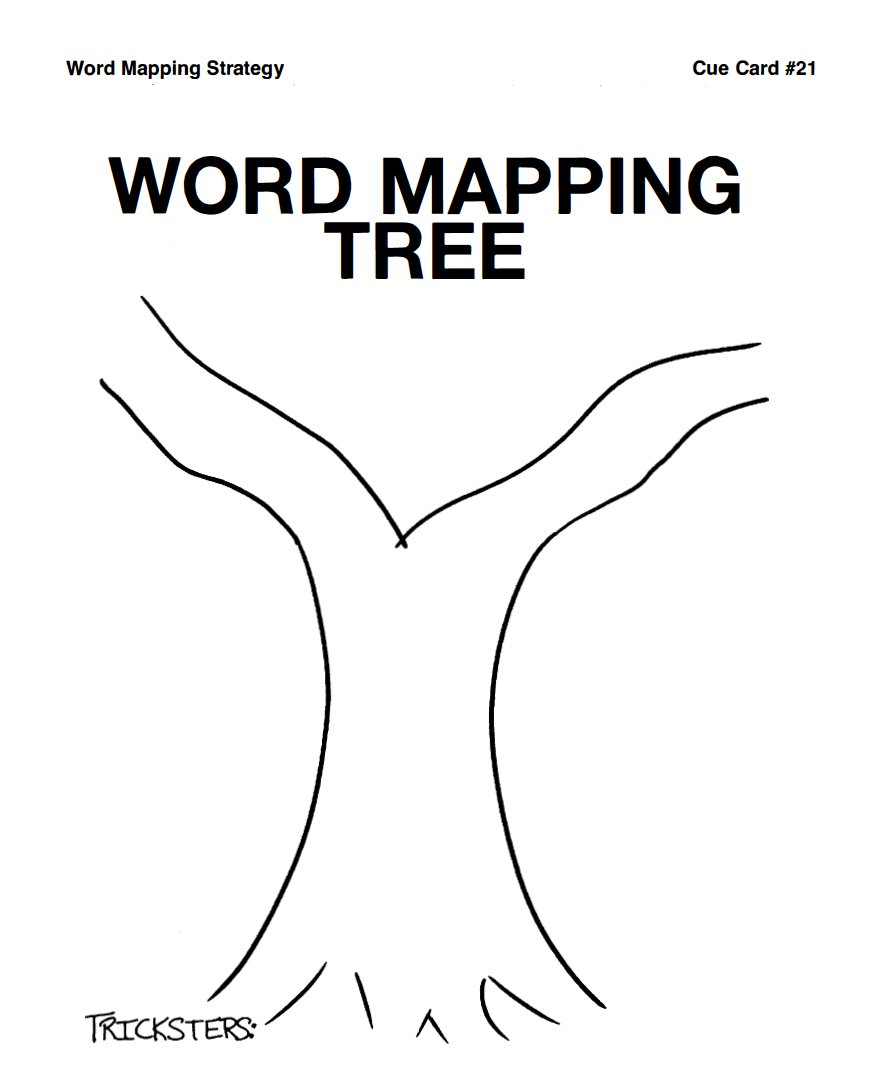 Word Mapping Strategy
Cue Card #21
WORD MAPPING
TREE
TRICKSTERS: